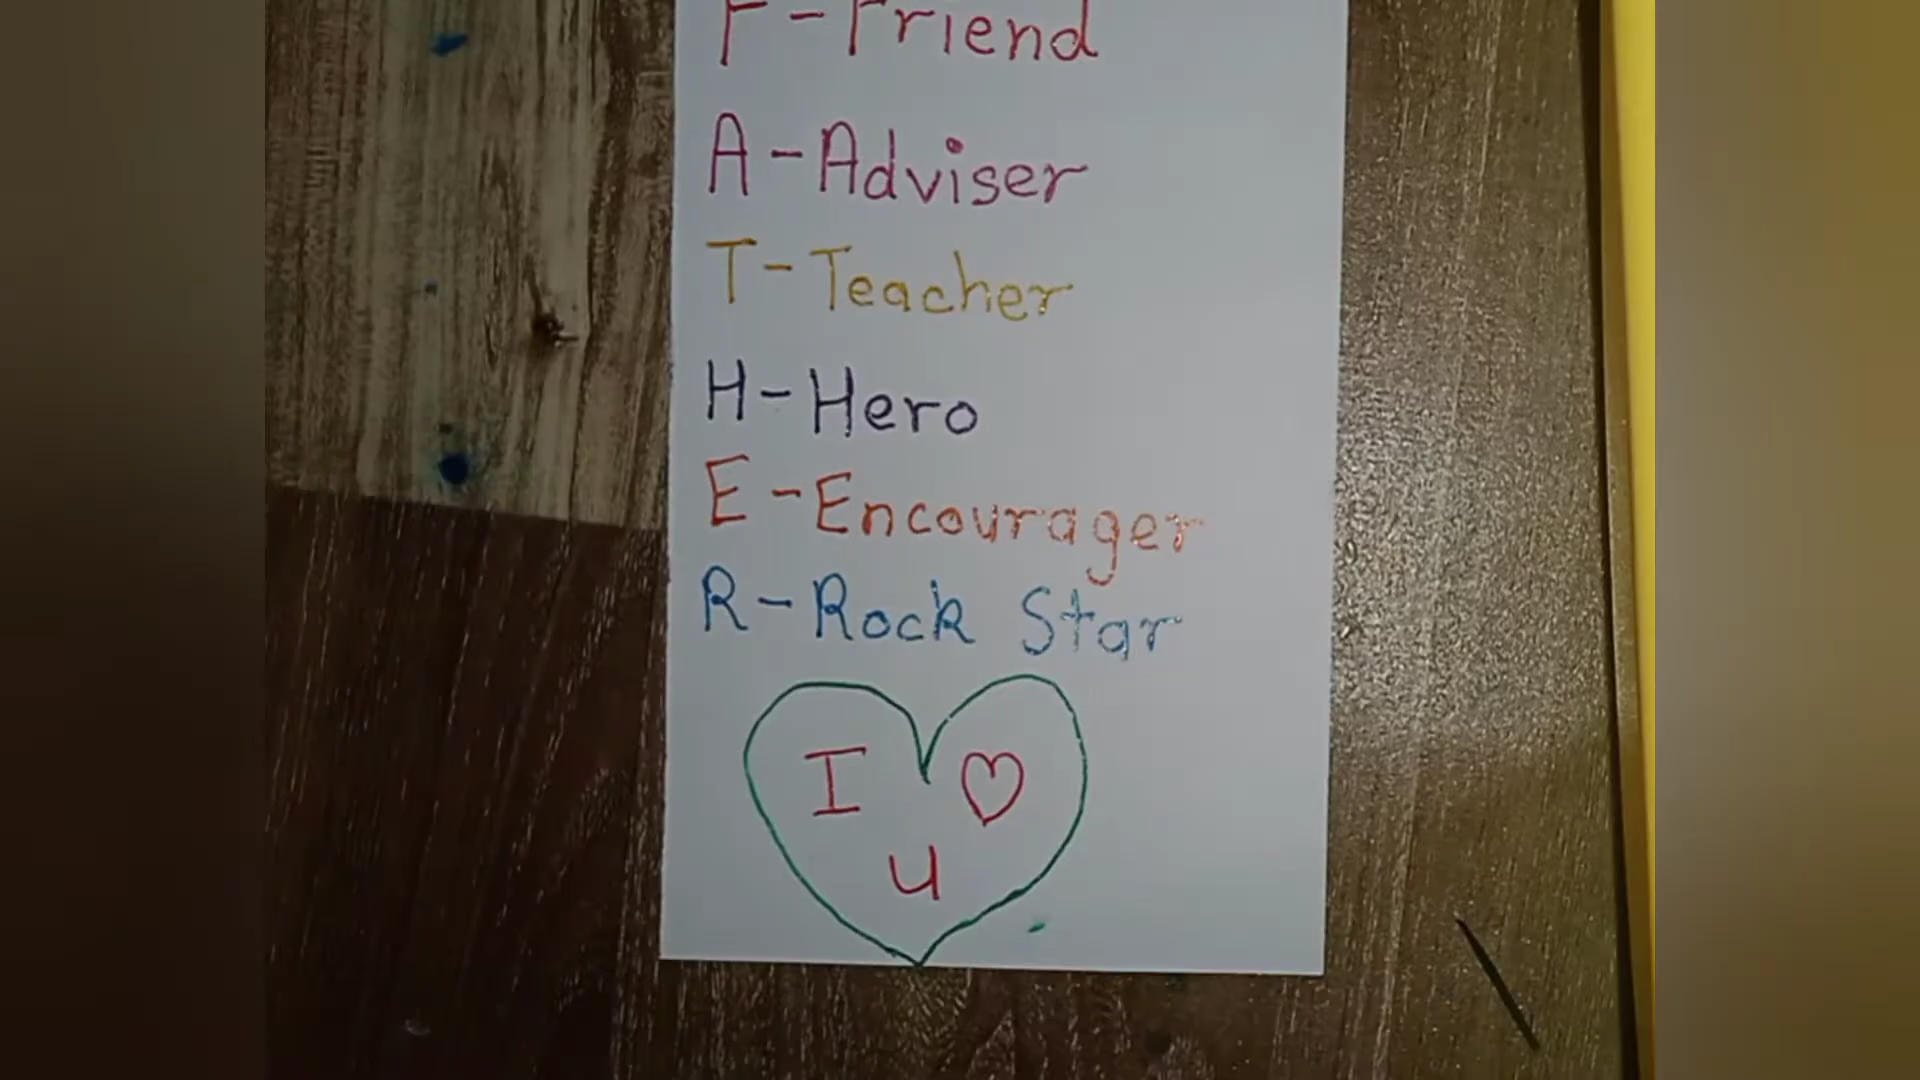 F-Friend
A-Adviser
T-Teacher
H-Hero
E-Encourager
R-Rock Star
I ♡
u